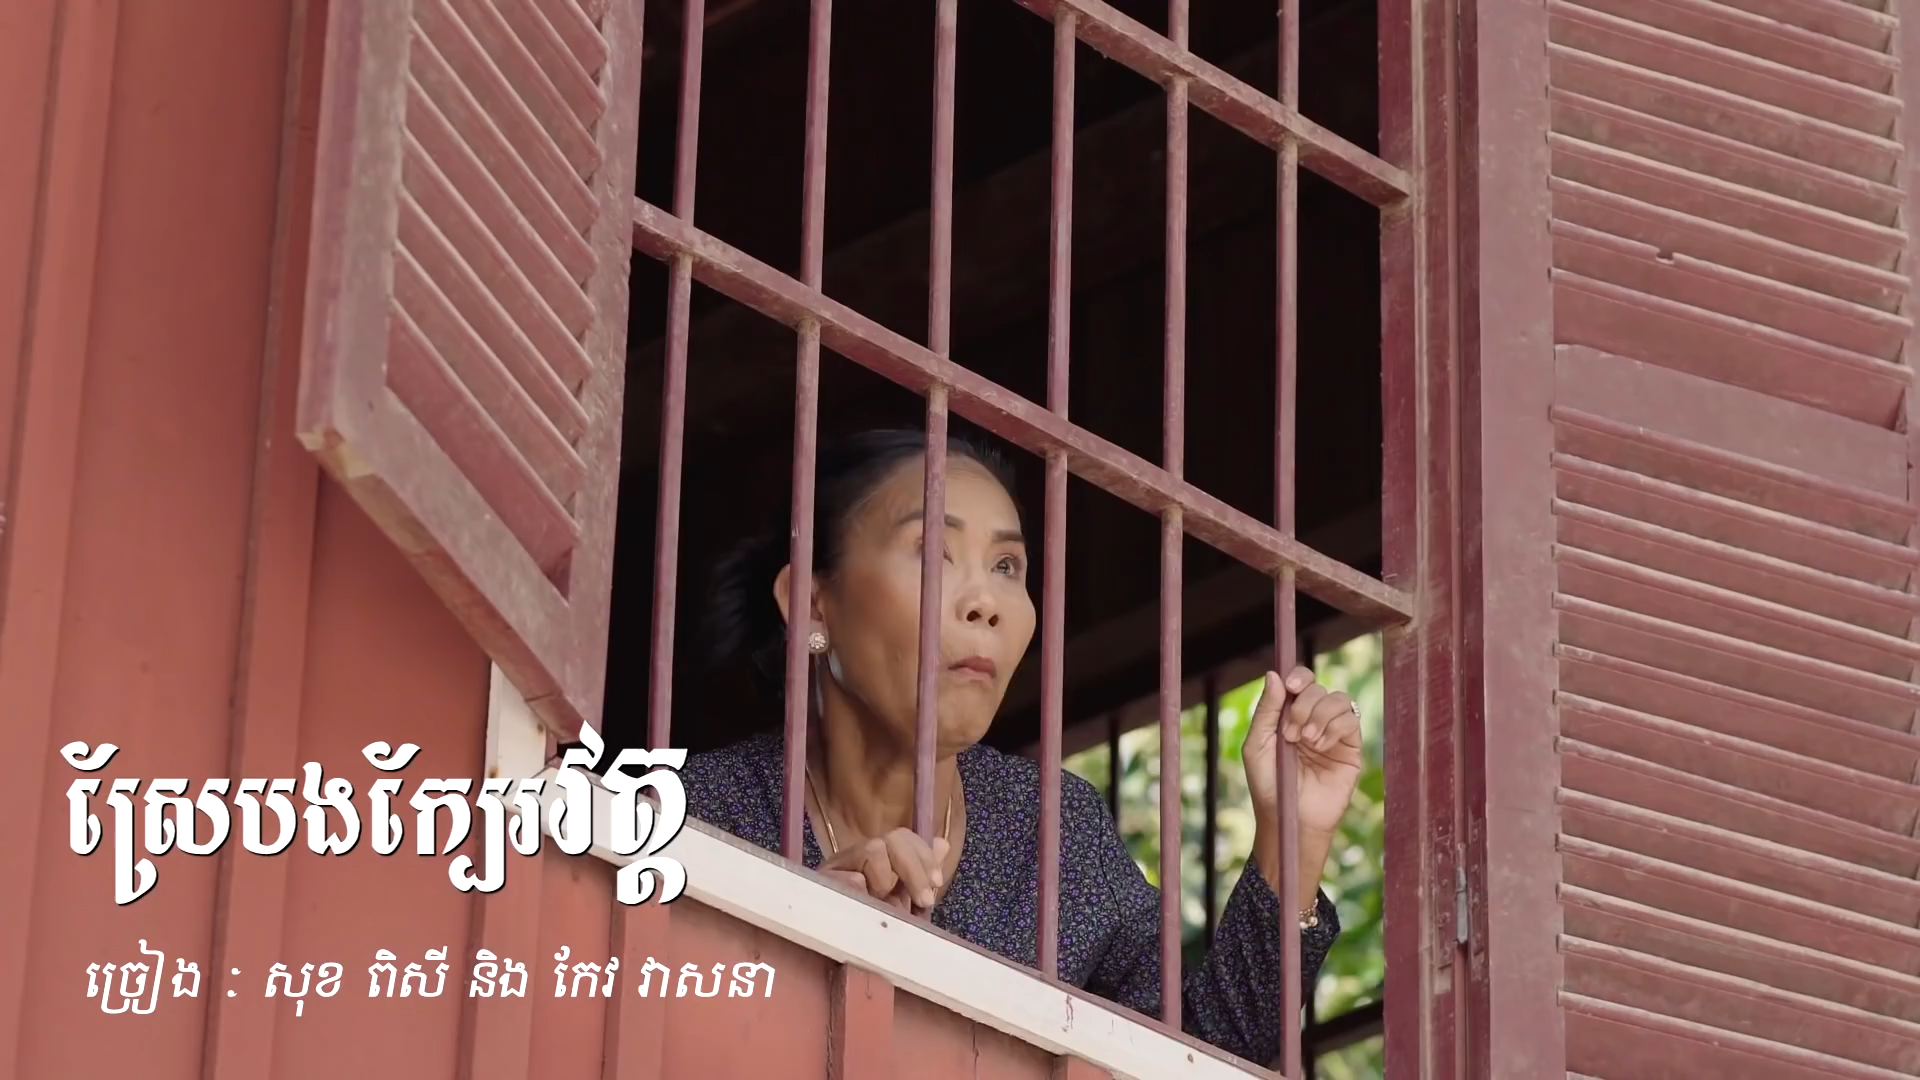 ស្រែបងក្បែរវត្ត
ច្រៀង : សុខ ពិសី និង កែវ វាសនា